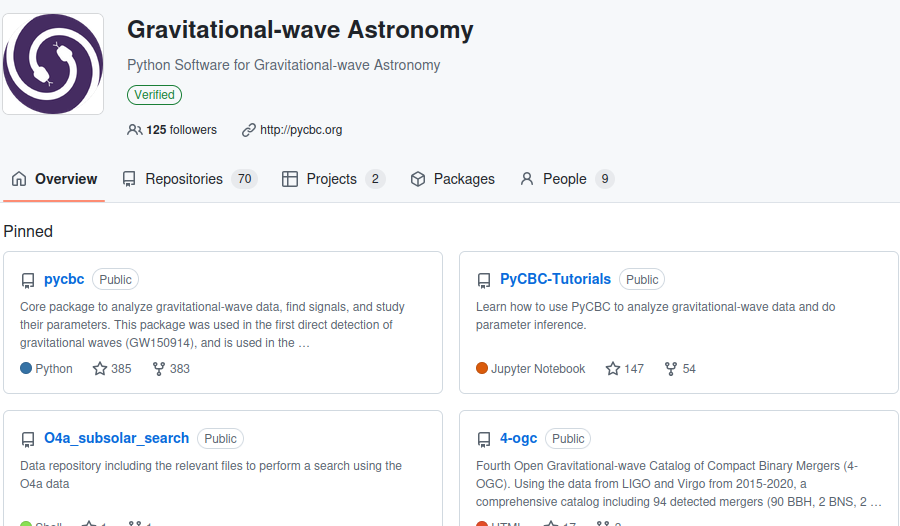 Gravitational-wave Astronomy
Python Software for Gravitational-wave Astronomy
Verified
125 followers http://pycbc.org
Overview Repositories 70 Projects 2 Packages People 9
Pinned
pycbc Public
Core package to analyze gravitational-wave data, find signals, and study
their parameters. This package was used in the first direct detection of
gravitational waves (GW150914), and is used in the …
Python 385 383
PyCBC-Tutorials Public
Learn how to use PyCBC to analyze gravitational-wave data and do
parameter inference.
Jupyter Notebook 147 54
O4a_subsolar_search Public
Data repository including the relevant files to perform a search using the
O4a data
Shell 1 1
4-ogc Public
Fourth Open Gravitational-wave Catalog of Compact Binary Mergers (4-
OGC). Using the data from LIGO and Virgo from 2015-2020, a
comprehensive catalog including 94 detected mergers (90 BBH, 2 BNS, 2 …
HTML 17